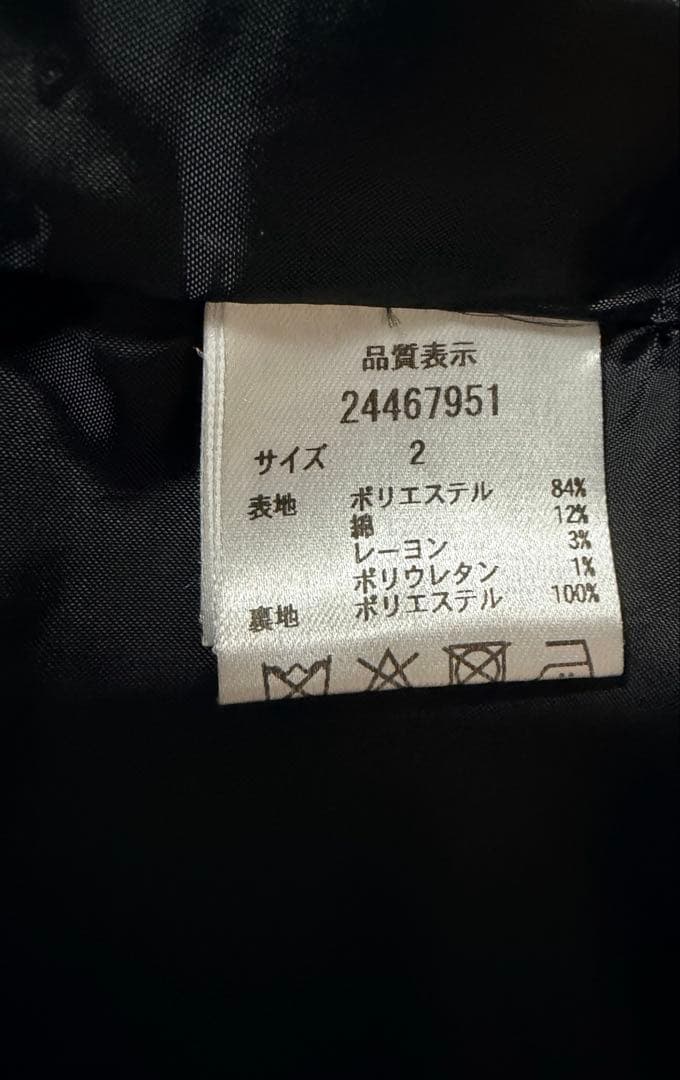 品質表示
24467951
サイズ 2
表地 ポリエステル 84%
綿 12%
レーヨン 3%
ポリウレタン 1%
裏地 ポリエステル 100%